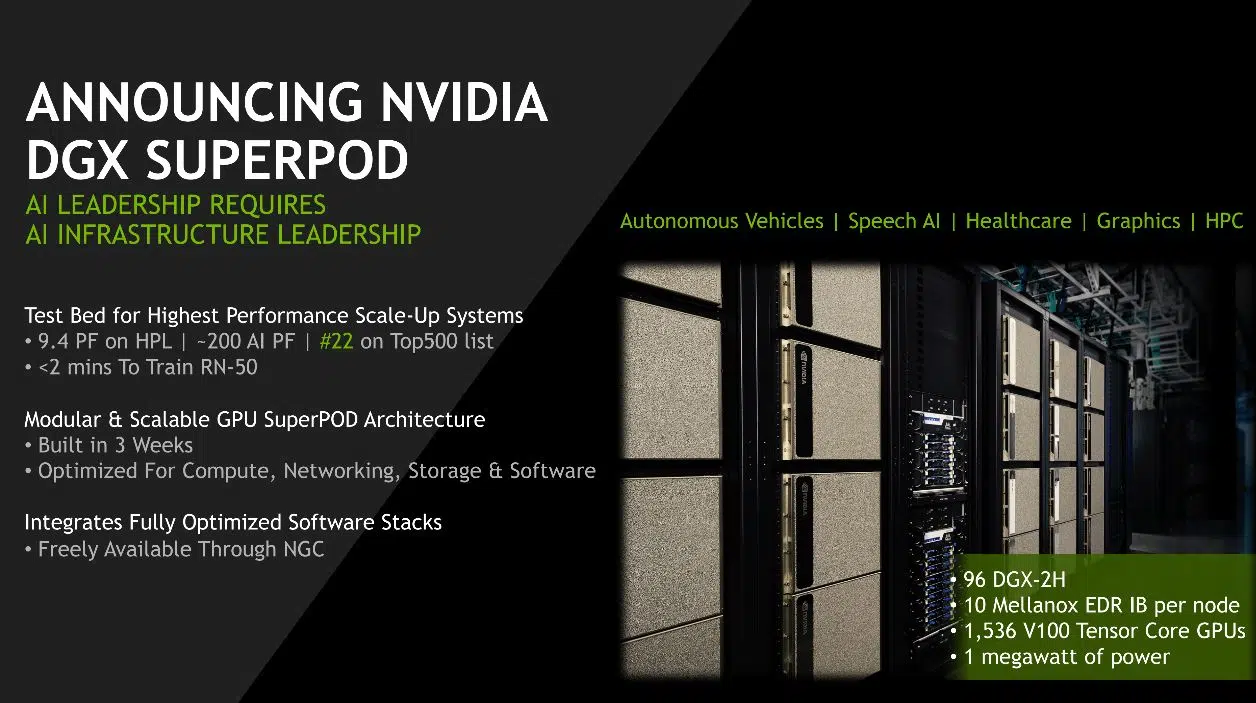 ANNOUNCING NVIDIA
DGX SUPERPOD
AI LEADERSHIP REQUIRES
AI INFRASTRUCTURE LEADERSHIP
Test Bed for Highest Performance Scale-Up Systems
• 9.4 PF on HPL | ~200 AI PF | #22 on Top500 list
• <2 mins To Train RN-50
Modular & Scalable GPU SuperPOD Architecture
• Built in 3 Weeks
• Optimized For Compute, Networking, Storage & Software
Integrates Fully Optimized Software Stacks
• Freely Available Through NGC
Autonomous Vehicles | Speech AI | Healthcare | Graphics | HPC
NVIDIA
NVIDIA
NVIDIA
• 96 DGX-2H
• 10 Mellanox EDR IB per node
• 1,536 V100 Tensor Core GPUs
• 1 megawatt of power